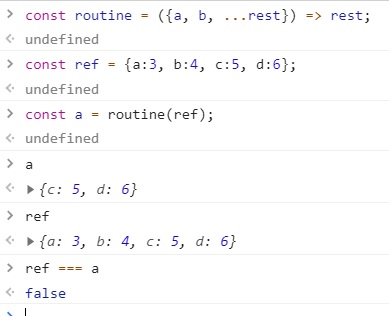 > const routine = ({a, b, ...rest}) => rest;
undefined
> const ref = {a:3, b:4, c:5, d:6};
undefined
> const a = routine(ref);
undefined
> a
▶{c: 5, d: 6}
> ref
▶{a: 3, b: 4, c: 5, d: 6}
> ref === a
false
>